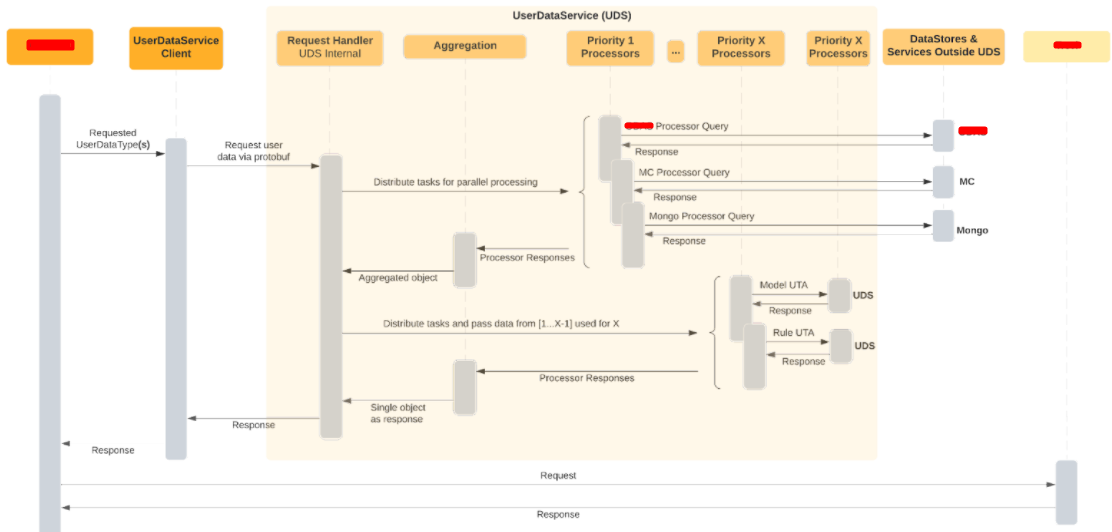 UserDataService (UDS)
UserDataService
Client
Request Handler
UDS Internal
Aggregation
Priority 1
Processors
...
Priority X
Processors
Priority X
Processors
DataStores &
Services Outside UDS
Requested
UserDataType(s)
Request user
data via protobuf
Distribute tasks for parallel processing
Processor Query
Response
MC Processor Query
Response
MC
Mongo Processor Query
Response
Mongo
Processor Responses
Aggregated object
Model UTA
Response
UDS
Distribute tasks and pass data from [1...X-1] used for X
Rule UTA
Response
UDS
Processor Responses
Single object
as response
Response
Response
Request
Response